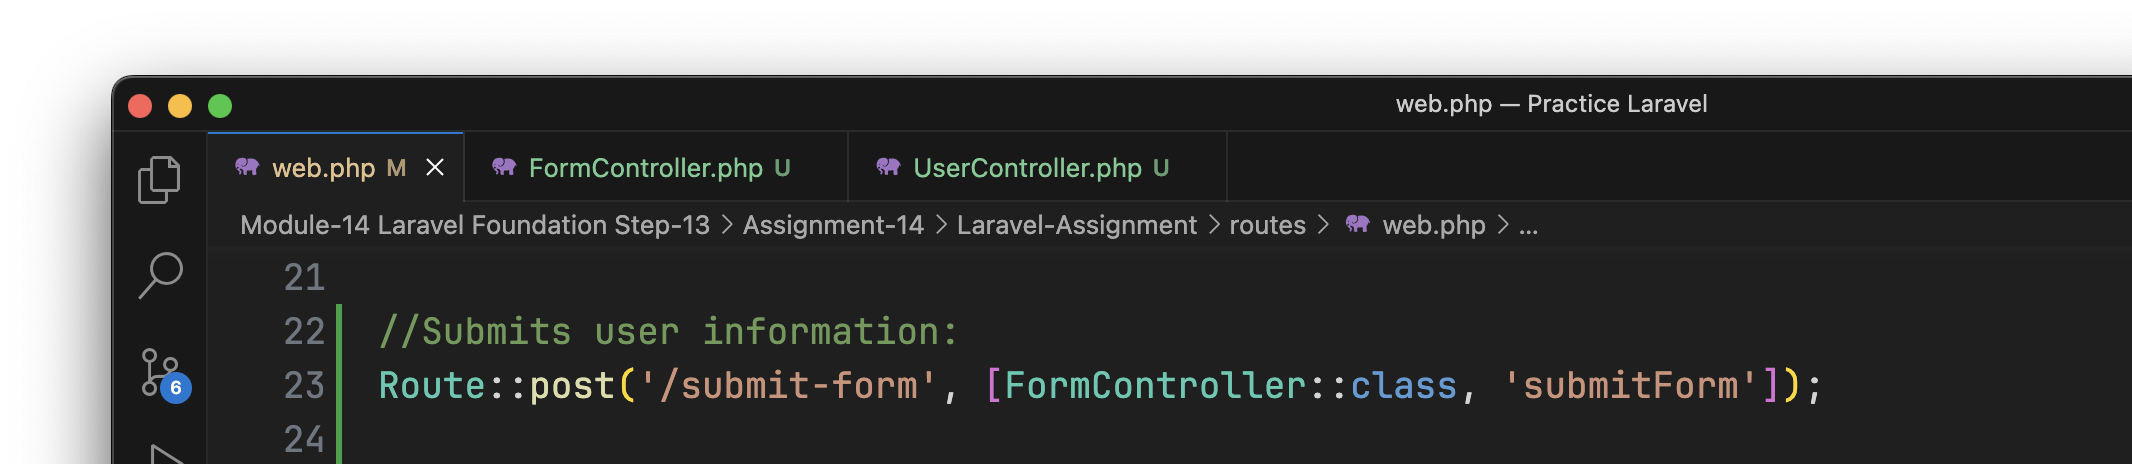 web.php — Practice Laravel
web.php M FormController.php U UserController.php U
Module-14 Laravel Foundation Step-13 > Assignment-14 > Laravel-Assignment > routes > web.php > ...
21
22 //Submits user information:
6
23 Route::post('/submit-form', [FormController::class, 'submitForm']);
24